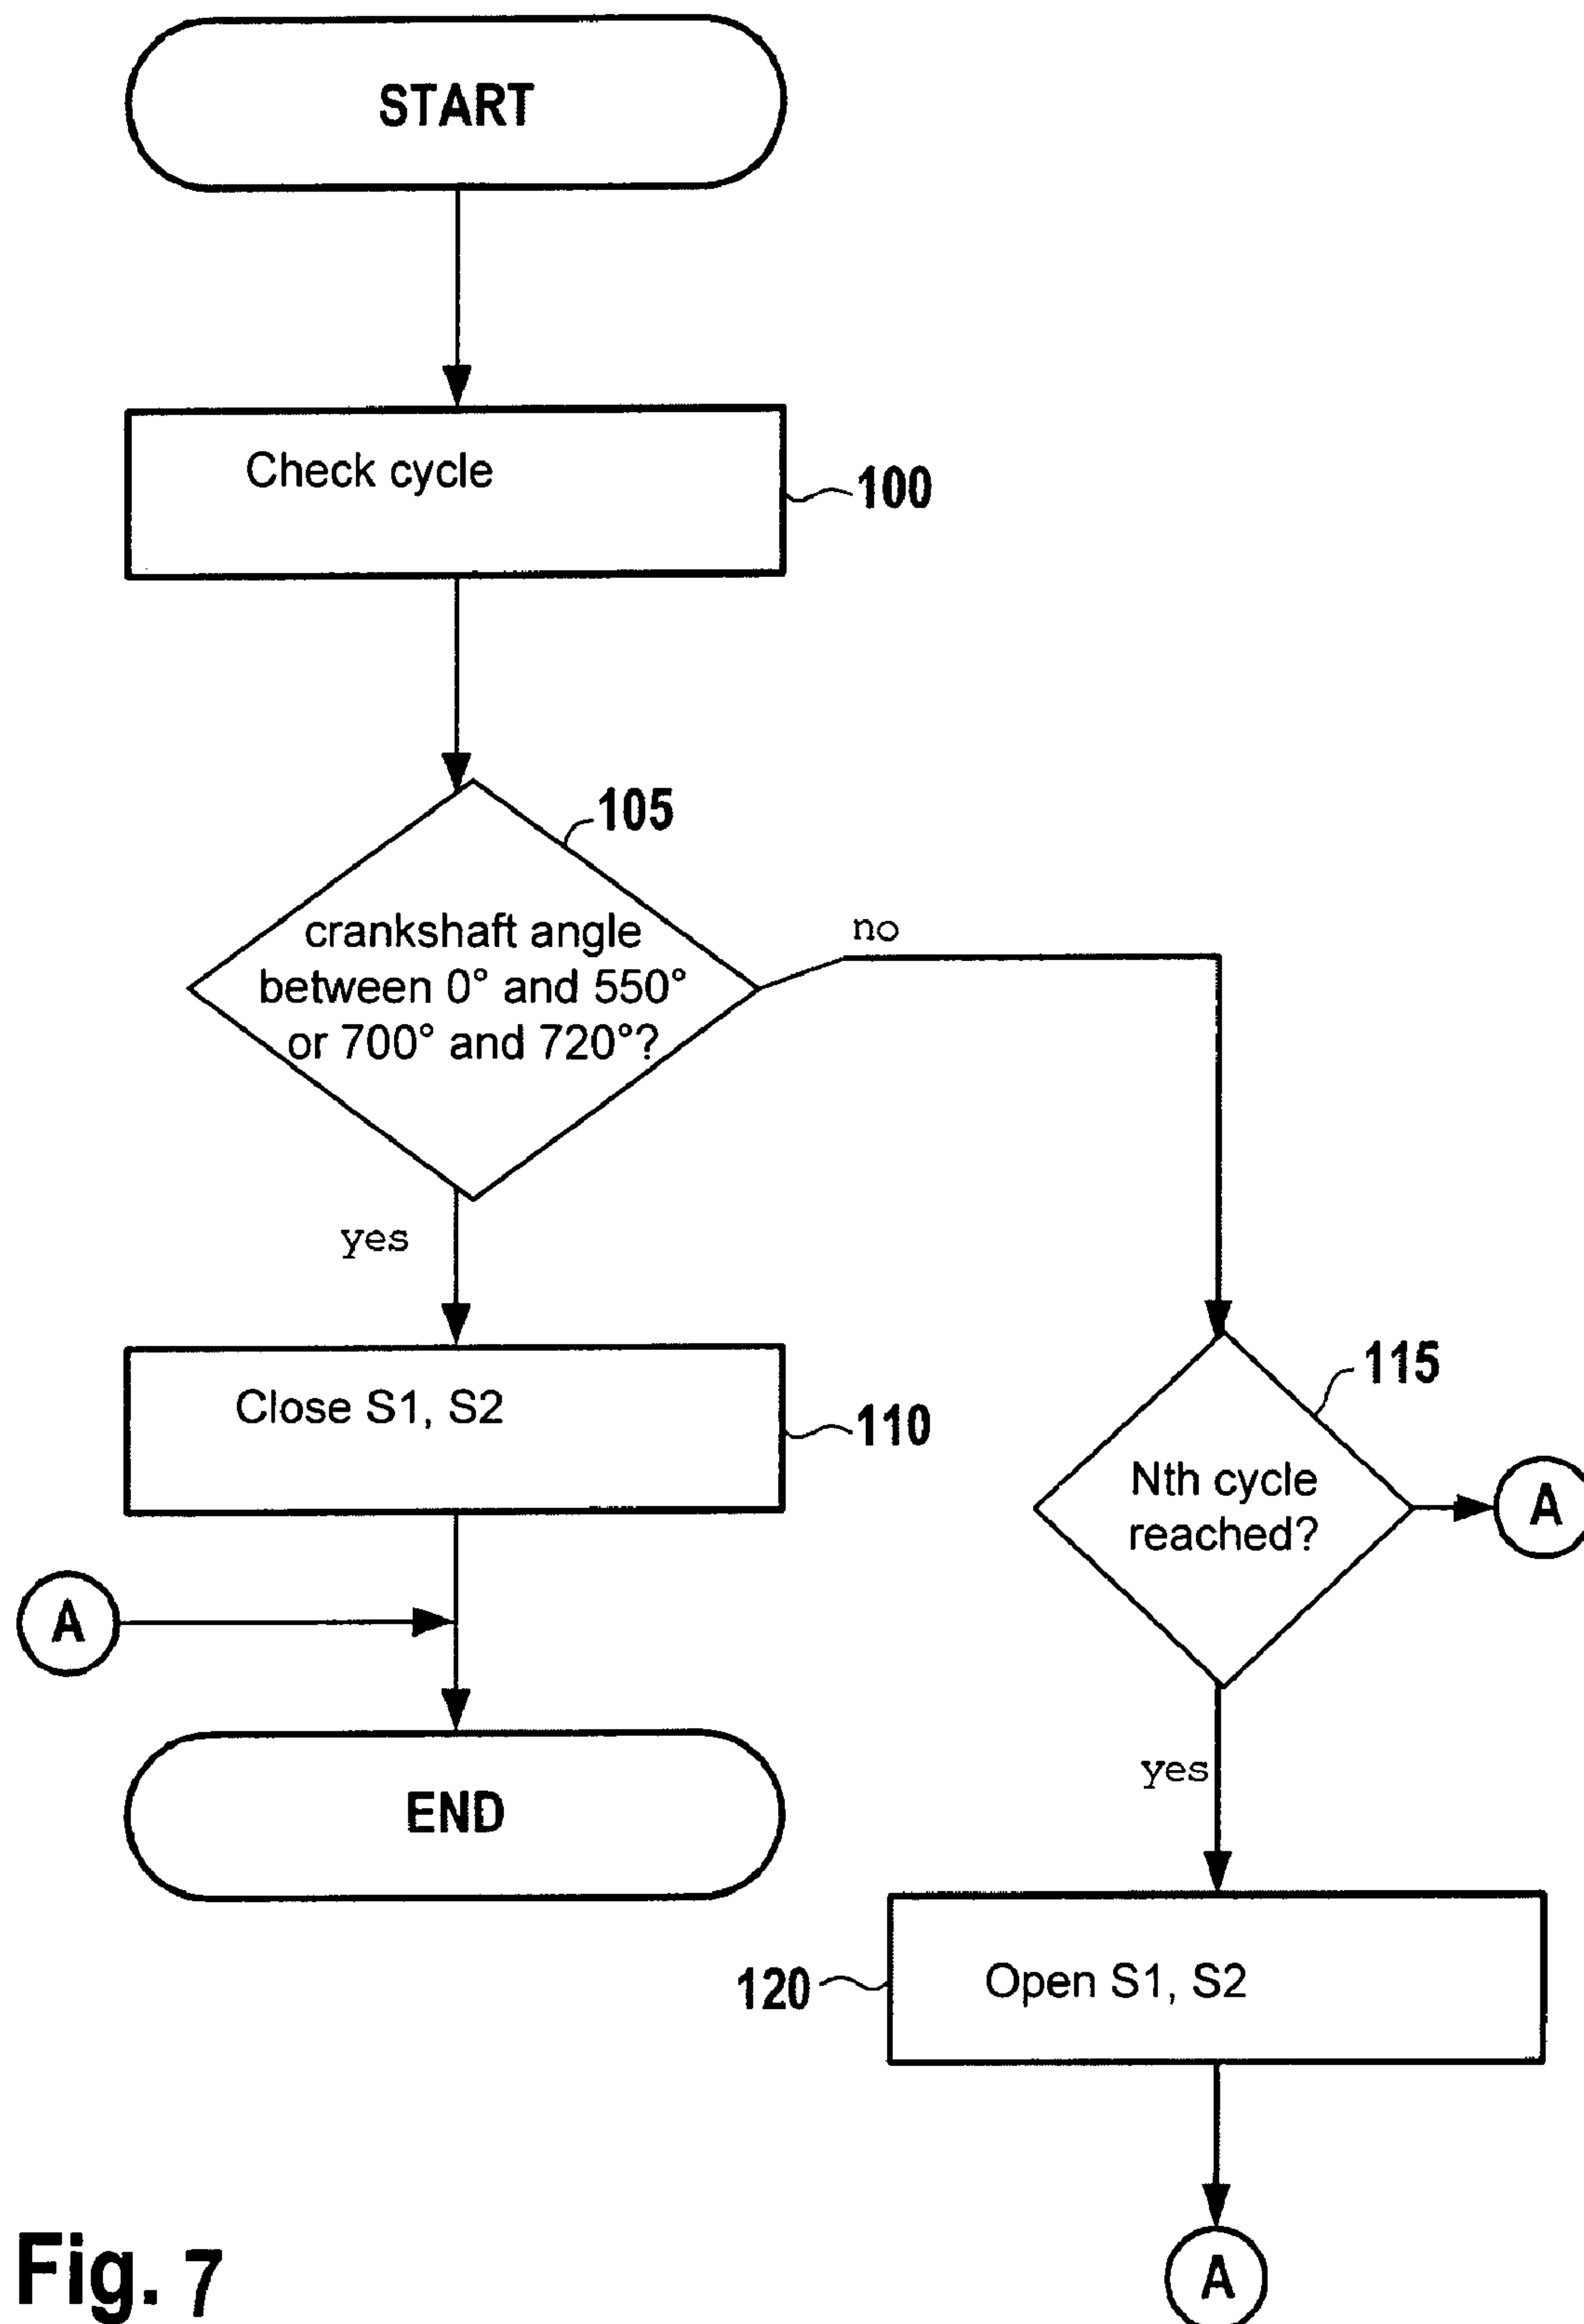 START
Check cycle
100
105
crankshaft angle
between 0° and 550°
or 700° and 720°?
no
yes
Close S1, S2
110
115
Nth cycle
reached?
A
A
yes
END
120
Open S1, S2
A
Fig. 7